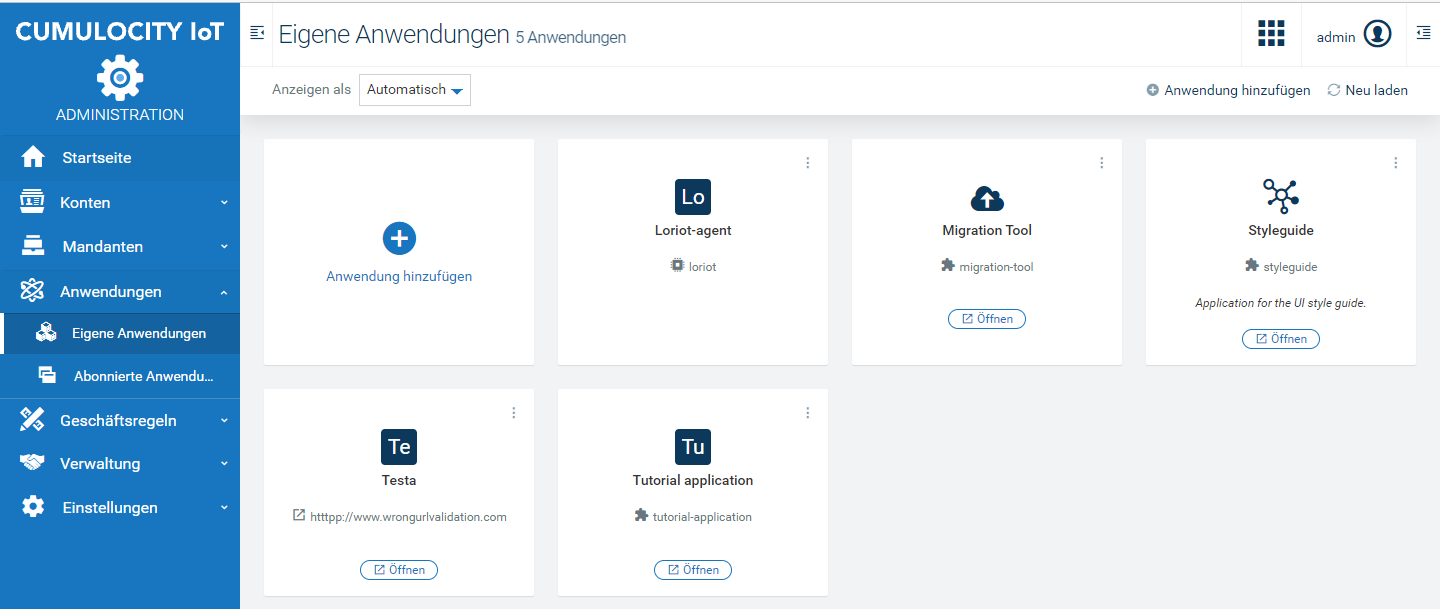 CUMULOCITY IoT
ADMINISTRATION
Startseite
Konten
Mandanten
Anwendungen
Eigene Anwendungen
Abonnierte Anwendu...
Geschäftsregeln
Verwaltung
Einstellungen
Eigene Anwendungen 5 Anwendungen
admin
Anzeigen als Automatisch
Anwendung hinzufügen Neu laden
Anwendung hinzufügen
Lo
Loriot-agent
loriot
Migration Tool
migration-tool
Öffnen
Styleguide
styleguide
Application for the UI style guide.
Öffnen
Te
Testa
htttpp://www.wrongurlvalidation.com
Öffnen
Tu
Tutorial application
tutorial-application
Öffnen